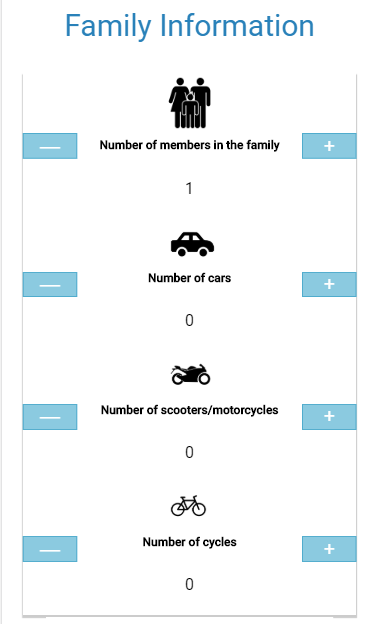 Family Information
— Number of members in the family +
1
— Number of cars +
0
— Number of scooters/motorcycles +
0
— Number of cycles +
0